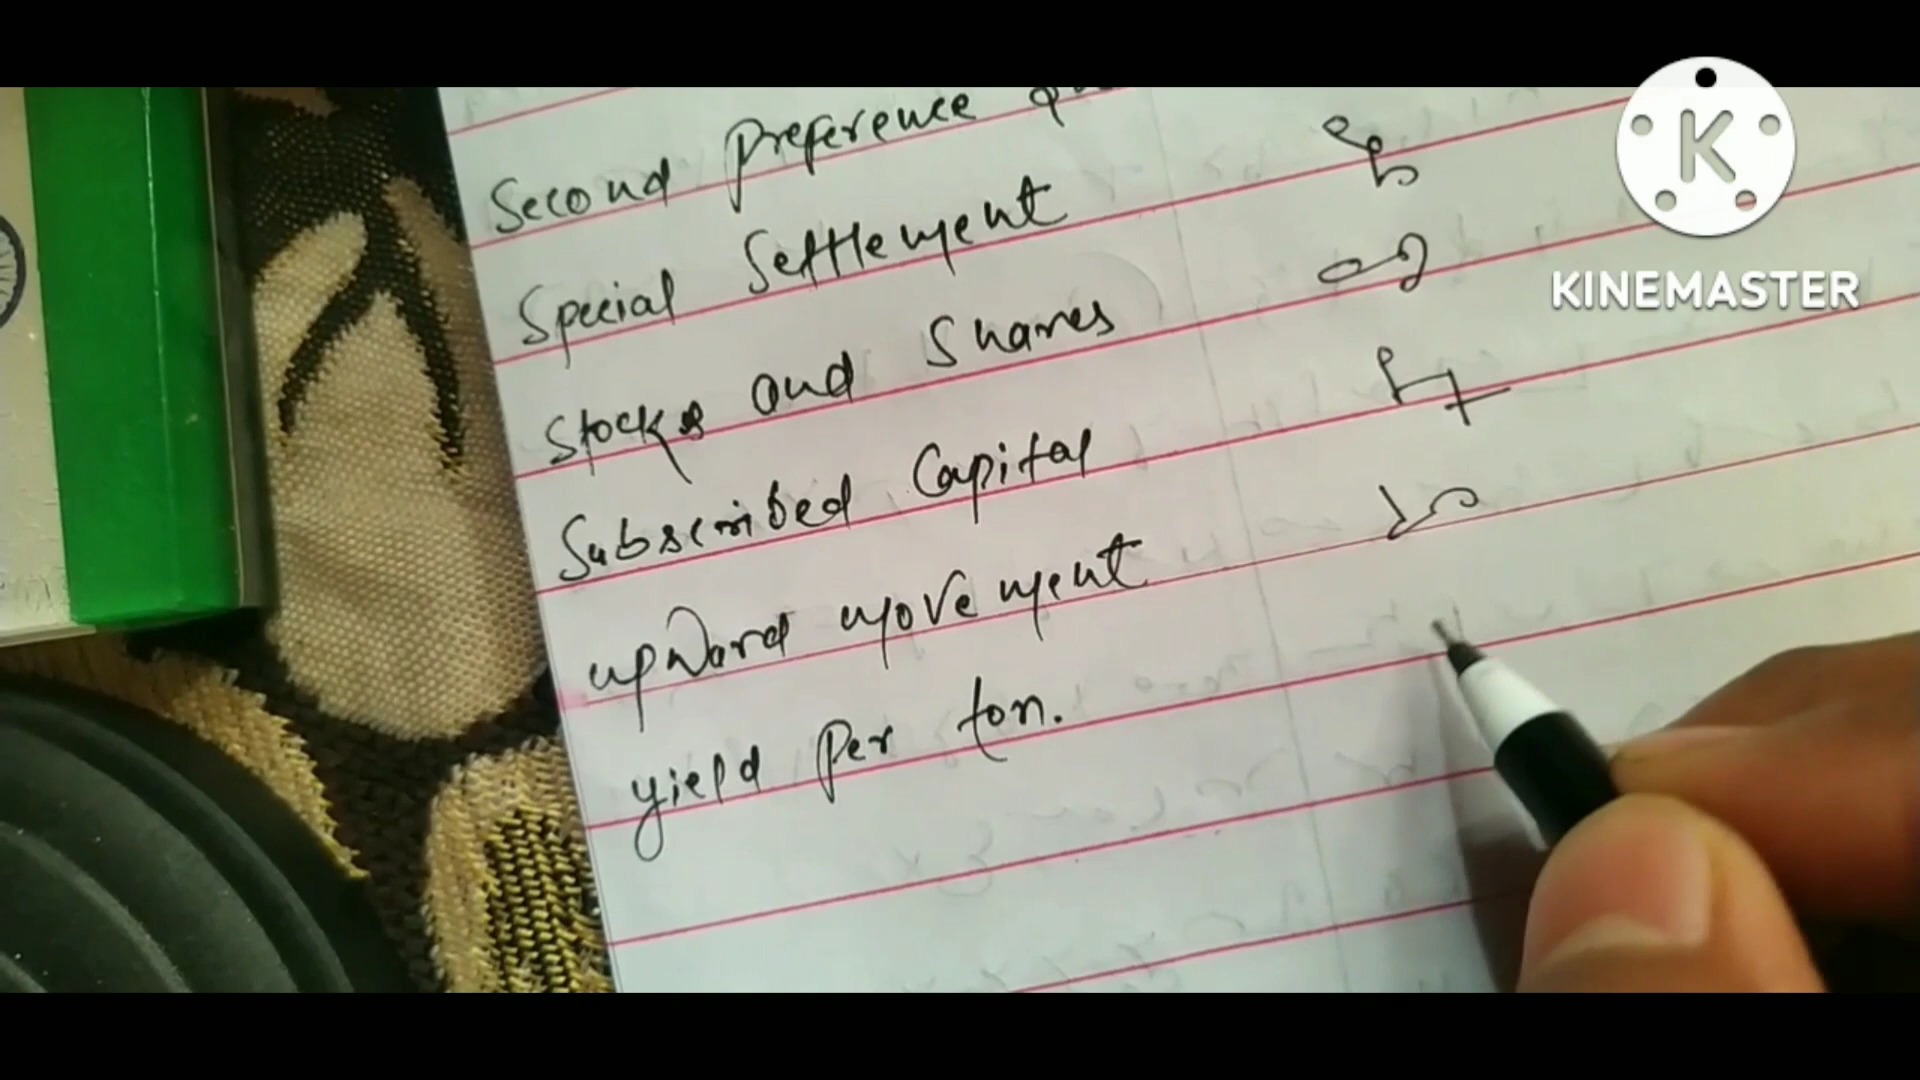 Second Preference
Special Settlement
Stocks and Shares
Subscribed Capital
upward movement
yield Per ton.
K
KINEMASTER